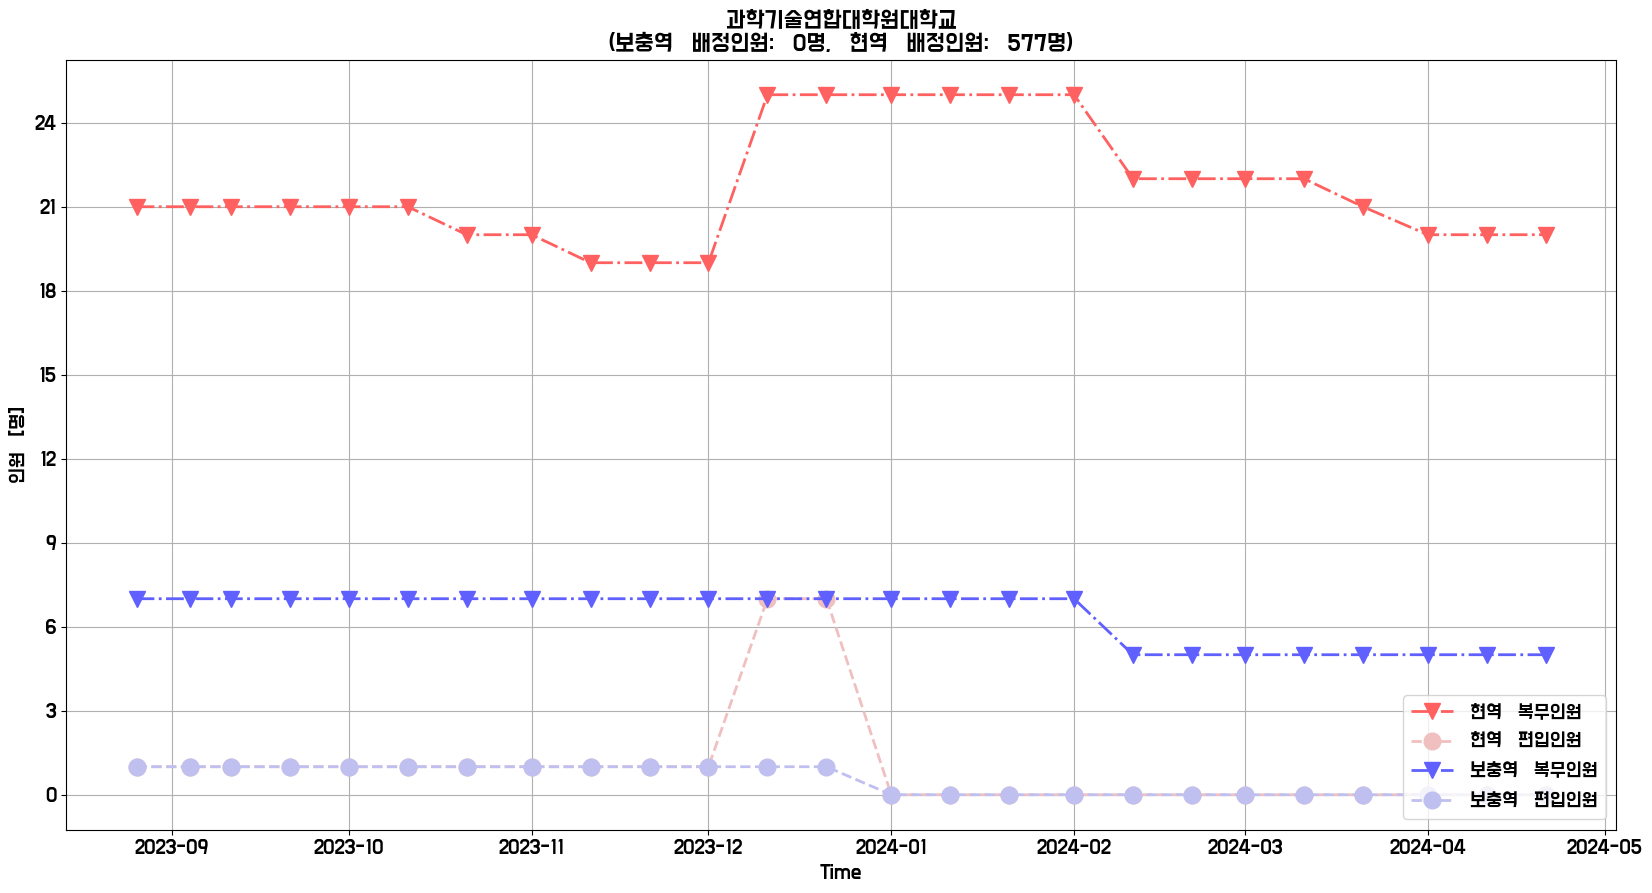 과학기술연합대학원대학교
(보충역 배정인원: 0명, 현역 배정인원: 577명)
24
21
18
15
12
9
6
3
0
인원 [명]
현역 복무인원
현역 편입인원
보충역 복무인원
보충역 편입인원
2023-09 2023-10 2023-11 2023-12 2024-01 2024-02 2024-03 2024-04 2024-05
Time